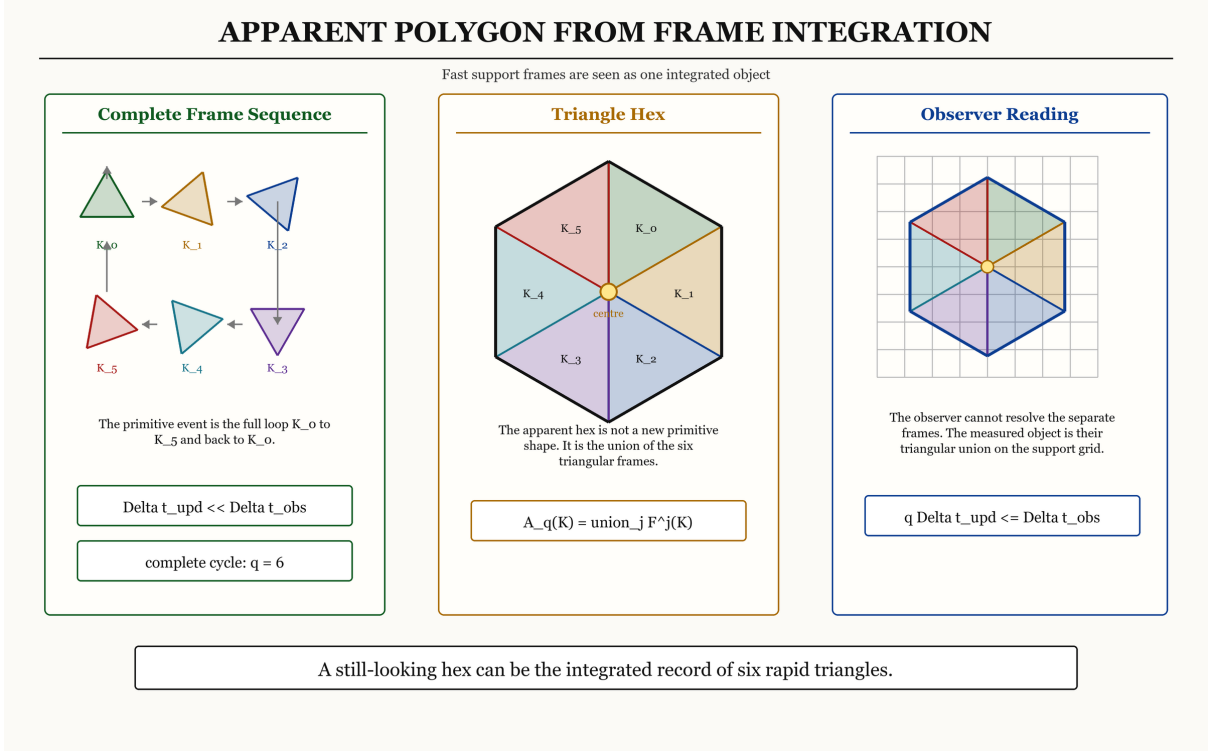 APPARENT POLYGON FROM FRAME INTEGRATION
Fast support frames are seen as one integrated object
Complete Frame Sequence
K_0
K_1
K_2
K_5
K_4
K_3
The primitive event is the full loop K_0 to
K_5 and back to K_0.
Delta t_upd << Delta t_obs
complete cycle: q = 6
Triangle Hex
K_5
K_0
K_4
K_1
centre
K_3
K_2
The apparent hex is not a new primitive
shape. It is the union of the six
triangular frames.
A_q(K) = union_j F^j(K)
Observer Reading
The observer cannot resolve the separate
frames. The measured object is their
triangular union on the support grid.
q Delta t_upd <= Delta t_obs
A still-looking hex can be the integrated record of six rapid triangles.